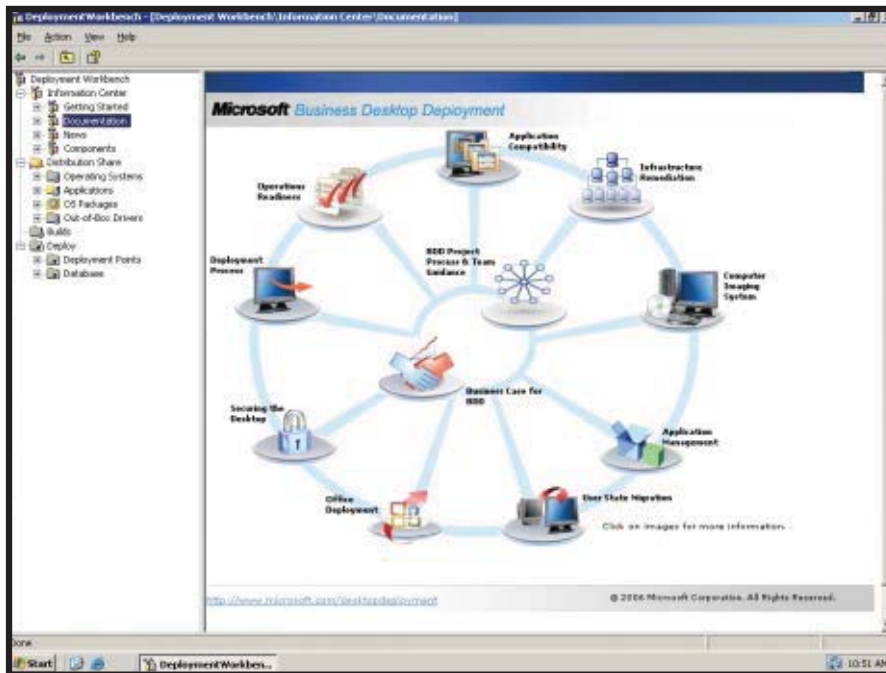 DeploymentWorkbench - [Deployment Workbench\Information Center\Documentation]
File Action View Help
Deployment Workbench
Information Center
Getting Started
Documentation
News
Components
Distribution Share
Operating Systems
Applications
OS Packages
Out-of-Box Drivers
Builds
Deploy
Deployment Points
Database
Microsoft Business Desktop Deployment
Application
Compatibility
Infrastructure
Remediation
Operations
Readiness
BDD Project
Process & Team
Guidance
Deployment
Process
Computer
Imaging
System
Business Case for
BDD
Securing the
Desktop
Application
Management
Office
Deployment
User State Migration
Click on images for more information.
http://www.microsoft.com/desktopdeployment
© 2006 Microsoft Corporation. All Rights Reserved.
Done
Start
DeploymentWorkben...
10:51 AM